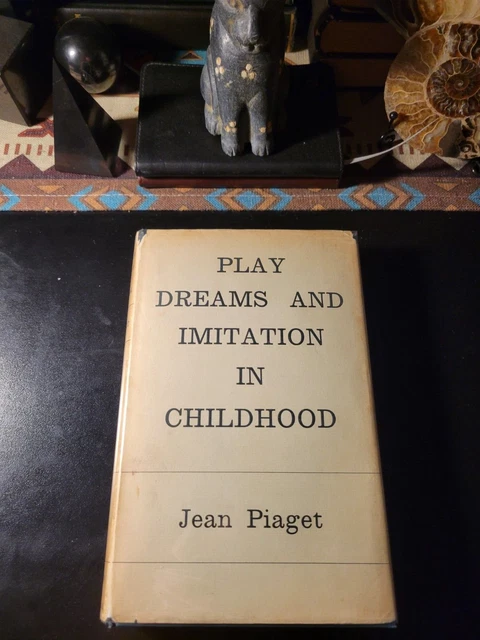 PLAY
DREAMS AND
IMITATION
IN
CHILDHOOD
Jean Piaget